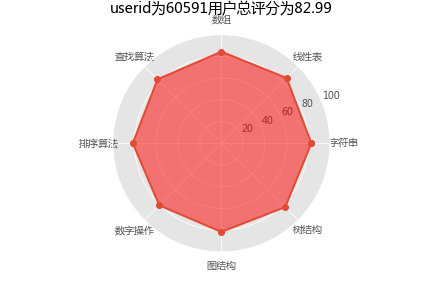 userid为60591用户总评分为82.99
数组
查找算法
线性表
100
80
60
40
20
排序算法
字符串
数字操作
树结构
图结构